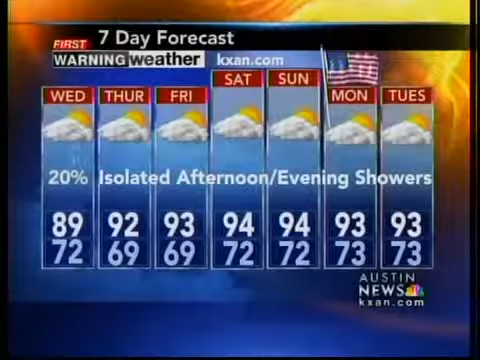 FIRST 7 Day Forecast
WARNING weather kxan.com
SAT SUN
WED THUR FRI MON TUES
20% Isolated Afternoon/Evening Showers
89 92 93 94 94 93 93
72 69 69 72 72 73 73
AUSTIN
NEWS
kxan.com